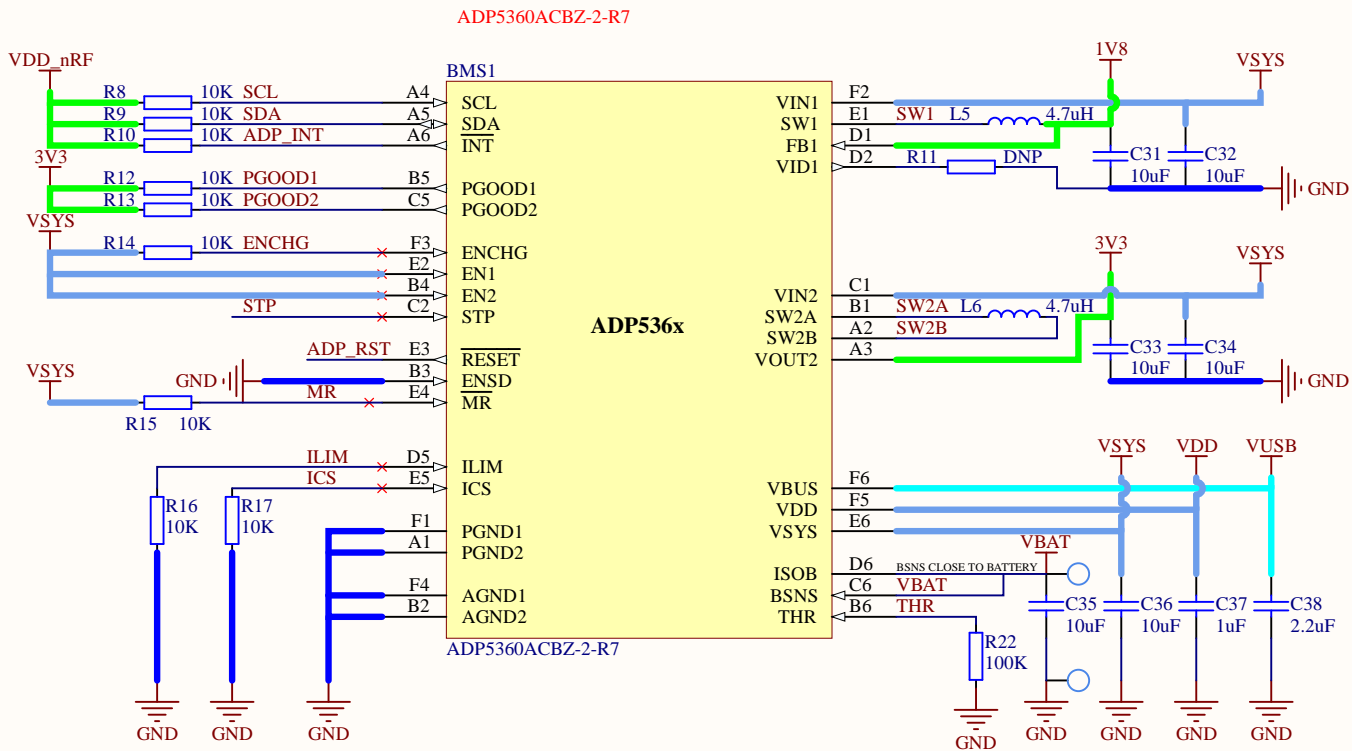 ADP5360ACBZ-2-R7
VDD_nRF
BMS1
1V8
VSYS
R8 10K SCL A4 SCL
R9 10K SDA A5 SDA
R10 10K ADP_INT A6 INT
3V3
R12 10K PGOOD1 B5 PGOOD1
R13 10K PGOOD2 C5 PGOOD2
VSYS
R14 10K ENCHG F3 ENCHG
E2 EN1
B4 EN2
STP C2 STP
ADP_RST E3 RESET
VSYS
GND B3 ENSD
MR E4 MR
R15 10K
ILIM D5 ILIM
ICS E5 ICS
R16 10K
R17 10K
F1 PGND1
A1 PGND2
F4 AGND1
B2 AGND2
GND
GND
GND
ADP536x
ADP5360ACBZ-2-R7
VIN1 F2
SW1 E1 SW1 L5 4.7uH
FB1 D1
VID1 D2 R11 DNP
C31 10uF
C32 10uF
GND
3V3
VSYS
VIN2 C1
SW2A B1 SW2A L6 4.7uH
SW2B A2 SW2B
VOUT2 A3
C33 10uF
C34 10uF
GND
VSYS
VDD
VUSB
VBUS F6
VDD F5
VSYS E6
VBAT
ISOB D6 BSNS CLOSE TO BATTERY
BSNS C6 VBAT
THR B6 THR
R22 100K
C35 10uF
C36 10uF
C37 1uF
C38 2.2uF
GND
GND
GND
GND
GND